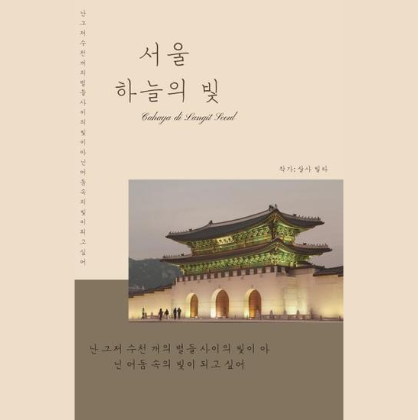 서울
하늘의 빛
Cahaya di Langit Seoul
작가: 상사 빌라
난 그저 수천 개의 별들 사이의 빛이 아
닌 어둠 속의 빛이 되고 싶어
난 그저 수천 개의 별들 사이의 빛이 아닌 어둠 속의 빛이 되고 싶어